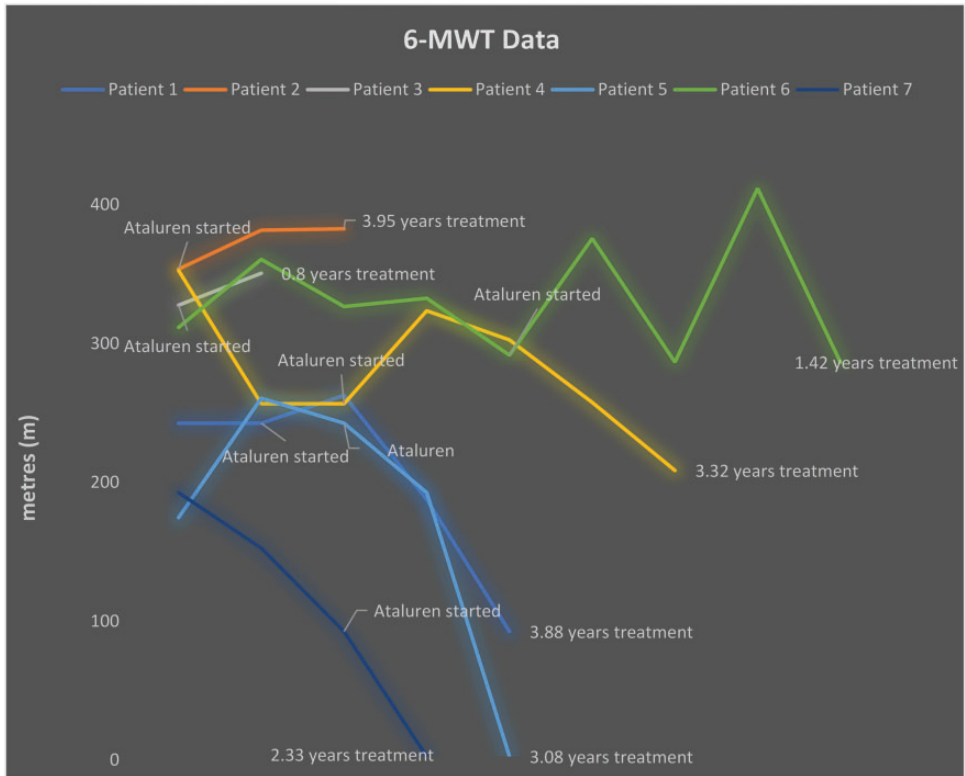 6-MWT Data
Patient 1 Patient 2 Patient 3 Patient 4 Patient 5 Patient 6 Patient 7
400
Ataluren started
3.95 years treatment
0.8 years treatment
Ataluren started
300
Ataluren started
Ataluren started
1.42 years treatment
metres (m)
Ataluren started
Ataluren
3.32 years treatment
200
100
Ataluren started
3.88 years treatment
0
2.33 years treatment
3.08 years treatment